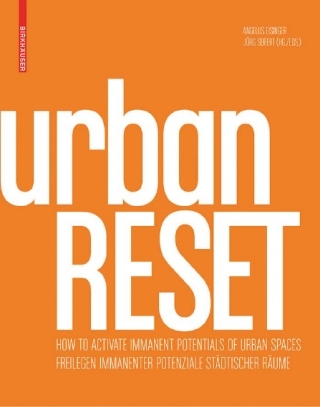 BIRKHÄUSER
ANGELUS EISINGER
JÖRG SEIFERT (HG./EDS.)
urban
RESET
HOW TO ACTIVATE IMMANENT POTENTIALS OF URBAN SPACES
FREILEGEN IMMANENTER POTENZIALE STÄDTISCHER RÄUME